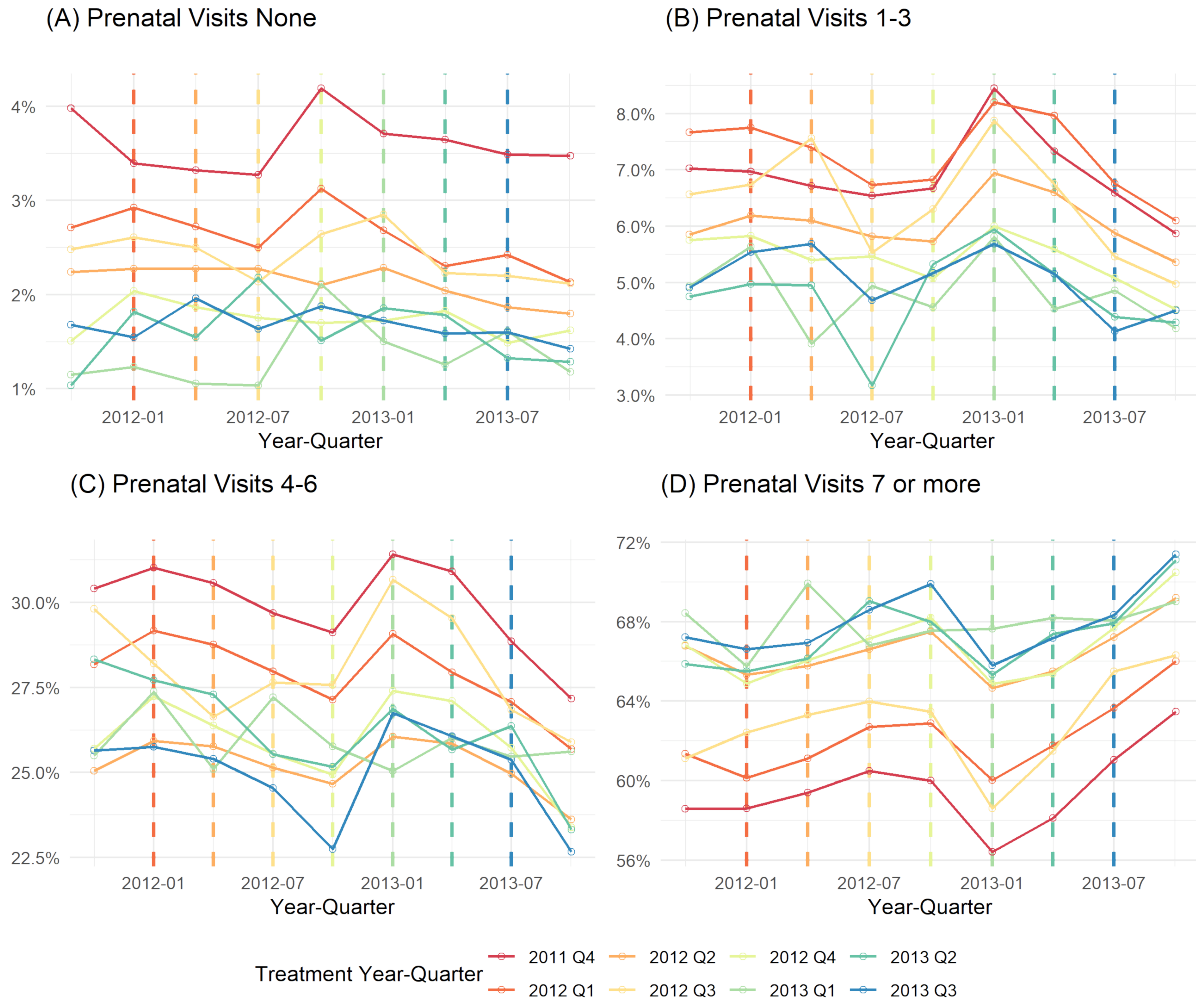 (A) Prenatal Visits None
4%
3%
2%
1%
2012-01 2012-07 2013-01 2013-07
Year-Quarter
(B) Prenatal Visits 1-3
8.0%
7.0%
6.0%
5.0%
4.0%
3.0%
2012-01 2012-07 2013-01 2013-07
Year-Quarter
(C) Prenatal Visits 4-6
30.0%
27.5%
25.0%
22.5%
2012-01 2012-07 2013-01 2013-07
Year-Quarter
(D) Prenatal Visits 7 or more
72%
68%
64%
60%
56%
2012-01 2012-07 2013-01 2013-07
Year-Quarter
Treatment Year-Quarter
2011 Q4 2012 Q2 2012 Q4 2013 Q2
2012 Q1 2012 Q3 2013 Q1 2013 Q3